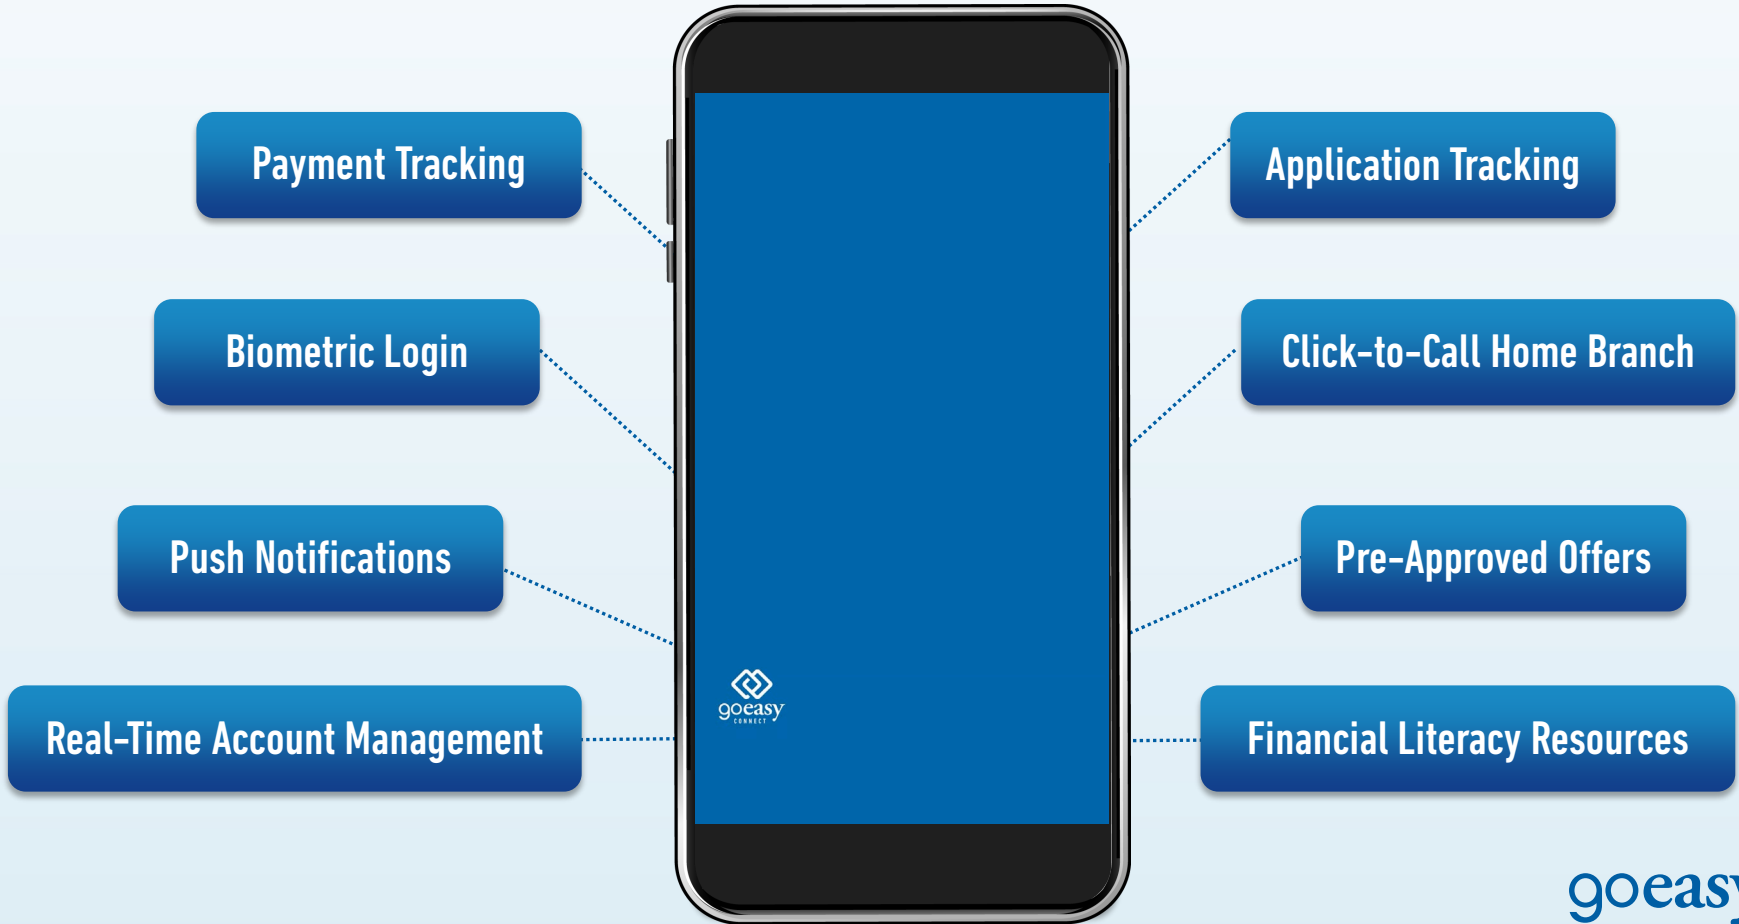 Payment Tracking
Application Tracking
Biometric Login
Click-to-Call Home Branch
Push Notifications
Pre-Approved Offers
goeasy
CONNECT
Real-Time Account Management
Financial Literacy Resources
goeasy